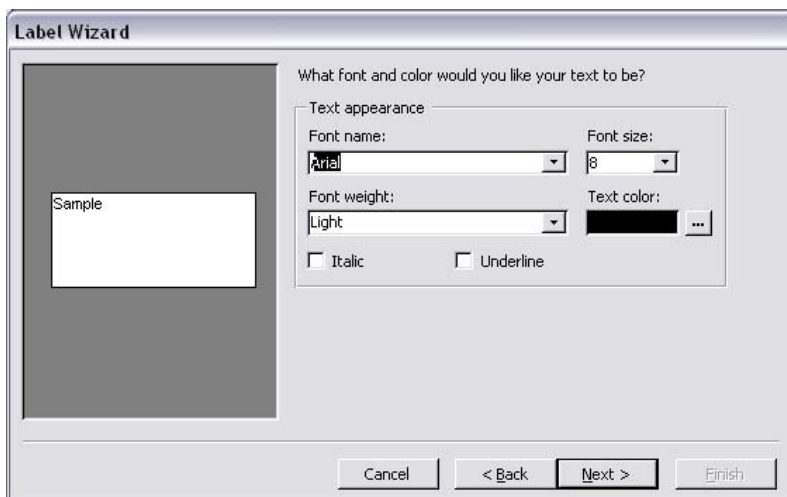 Label Wizard
What font and color would you like your text to be?
Text appearance
Font name: Font size:
Arial 8
Font weight: Text color:
Light ...
Italic Underline
Sample
Cancel < Back Next > Finish